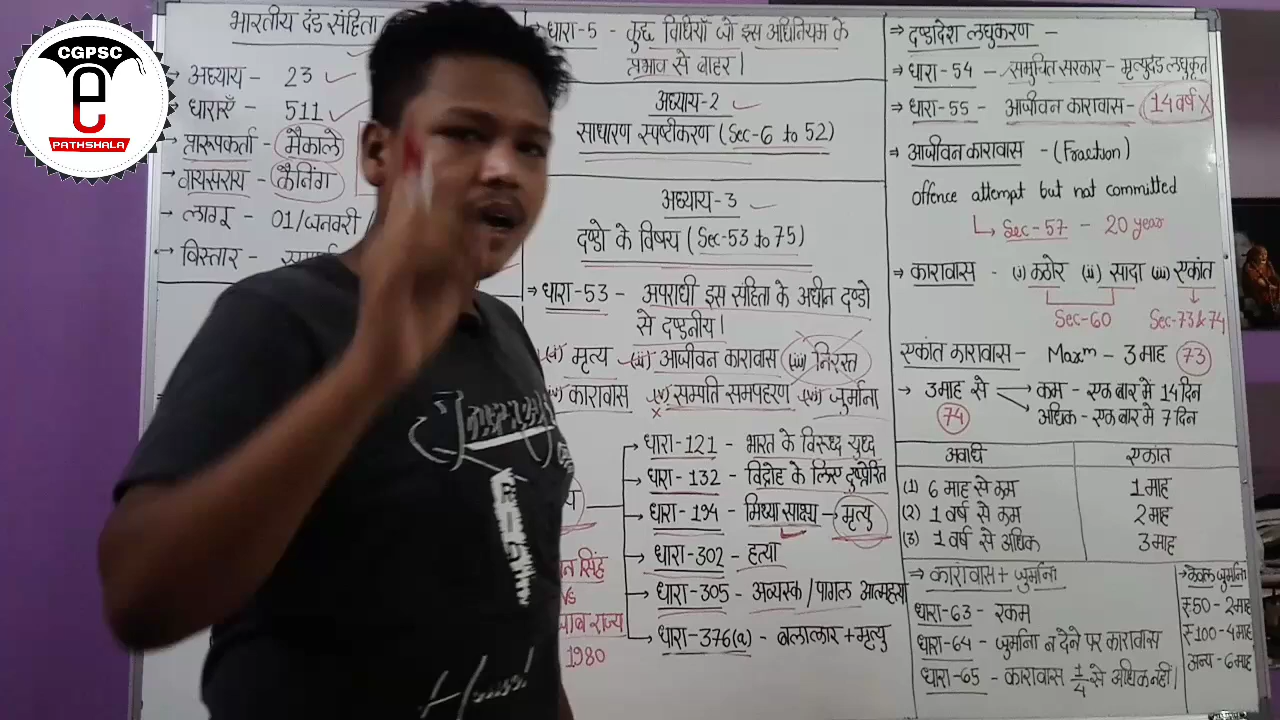 CGPSC
e
PATHSHALA
भारतीय दंड संहिता
अध्याय - 23
धाराएँ - 511
प्रारूपकर्ता - मैकाले
वायसराय - कैनिंग
लागू - 01/जनवरी/
विस्तार -
धारा-5 - कुछ विधियाँ जो इस अधिनियम के
प्रभाव से बाहर।
अध्याय-2
साधारण स्पष्टीकरण (Sec-6 to 52)
अध्याय-3
दण्डो के विषय (Sec-53 to 75)
⇒ धारा-53 - अपराधी इस संहिता के अधीन दण्डो
से दण्डनीय।
(i) मृत्य (ii) आजीवन कारावास (iii) निरस्त
(iv) कारावास (v) सम्पति समपहरण (vi) जुर्माना
धारा-121 - भारत के विरूध्द युध्द
धारा-132 - विद्रोह के लिए दुष्प्रेरित
धारा-194 - मिथ्या साक्ष्य → मृत्यु
धारा-302 - हत्या
धारा-305 - अव्यस्क / पागल आत्महत्या
धारा-376(a) - बलात्कार + मृत्यु
सिंह
vs
राज्य
1980
⇒ दण्डादेश लघुकरण -
⇒ धारा-54 - समुचित सरकार - मृत्युदंड लघुकृत
⇒ धारा-55 - आजीवन कारावास - 14 वर्ष X
⇒ आजीवन कारावास - (Fraction)
offence attempt but not committed
↳ Sec-57 - 20 year
⇒ कारावास - (i) कठोर (ii) सादा (iii) एकांत
Sec-60 Sec-73 & 74
एकांत कारावास - Maxᵐ - 3 माह 73
→ 3 माह से कम - एक बार मे 14 दिन
74 अधिक - एक बार मे 7 दिन
अवधि एकांत
(1) 6 माह से कम 1 माह
(2) 1 वर्ष से कम 2 माह
(3) 1 वर्ष से अधिक 3 माह
⇒ कारावास + जुर्माना
धारा-63 - रकम
धारा-64 - जुर्माना न देने पर कारावास
धारा-65 - कारावास 1/4 से अधिक नहीं।
→ केवल जुर्माना
₹50 - 2 माह
₹100 - 4 माह
अन्य - 6 माह